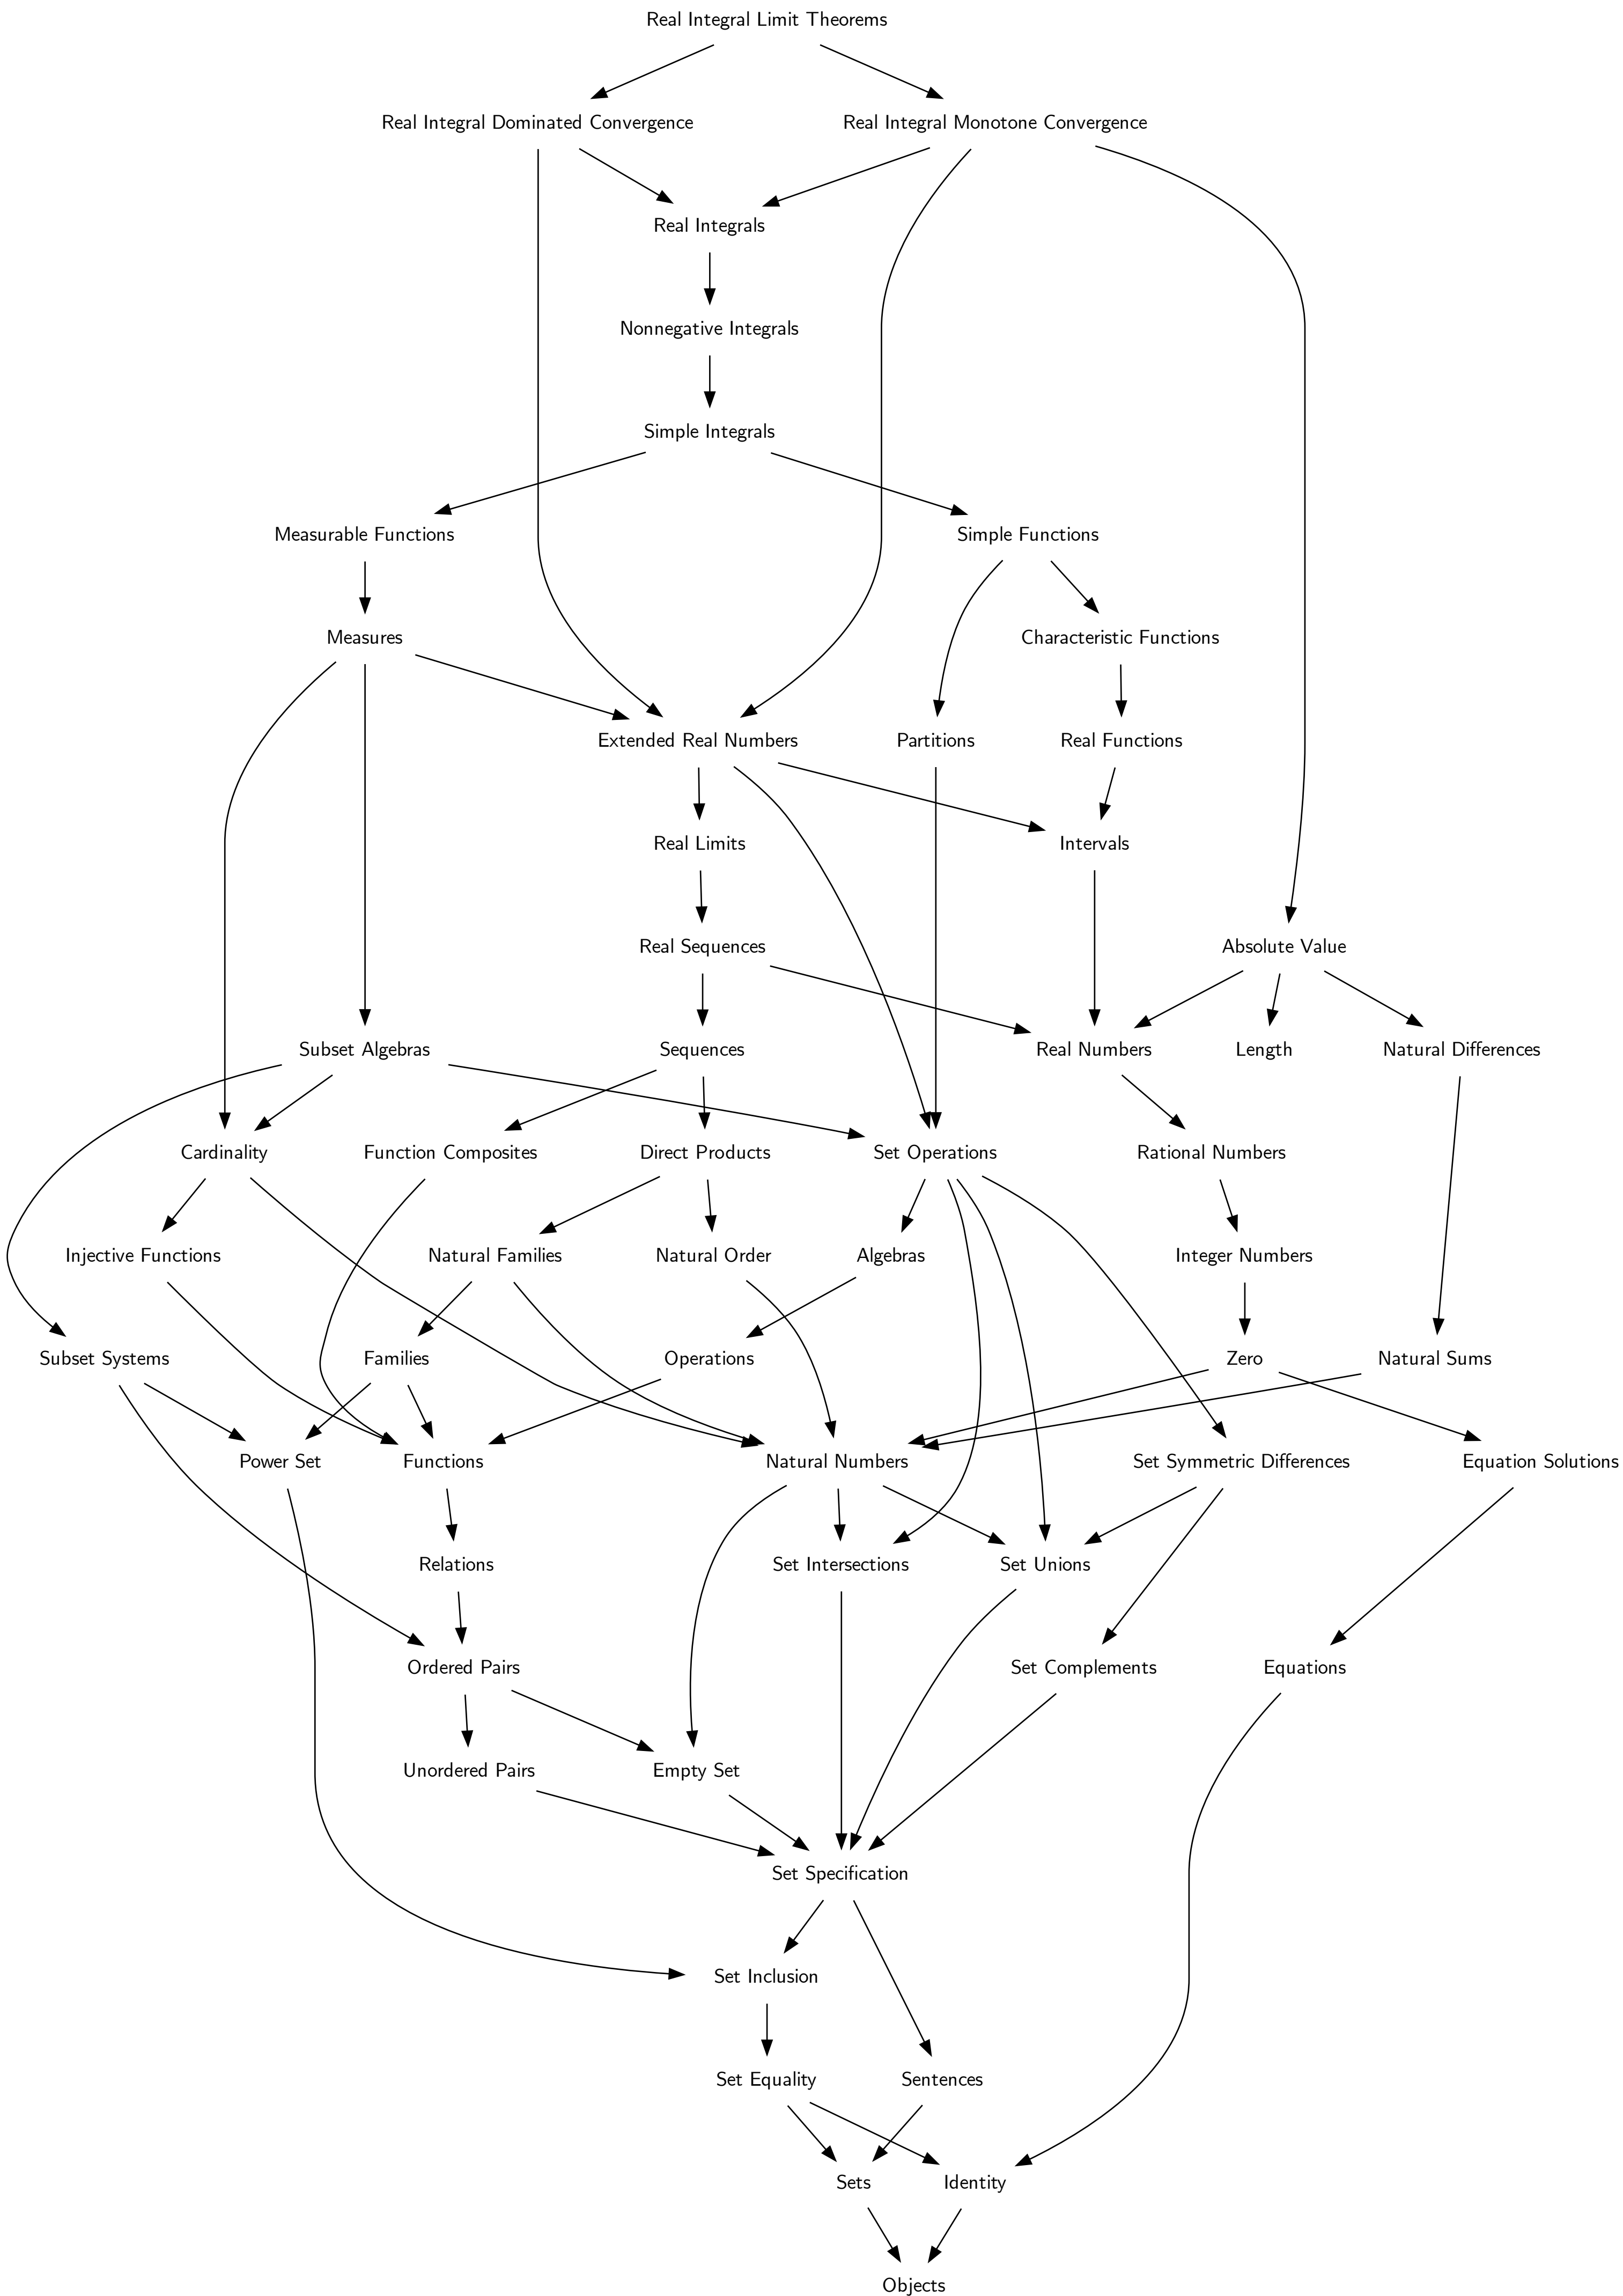 Real Integral Limit Theorems
Real Integral Dominated Convergence
Real Integral Monotone Convergence
Real Integrals
Nonnegative Integrals
Simple Integrals
Measurable Functions
Simple Functions
Measures
Characteristic Functions
Extended Real Numbers
Partitions
Real Functions
Real Limits
Intervals
Real Sequences
Absolute Value
Subset Algebras
Sequences
Real Numbers
Length
Natural Differences
Cardinality
Function Composites
Direct Products
Set Operations
Rational Numbers
Injective Functions
Natural Families
Natural Order
Algebras
Integer Numbers
Subset Systems
Families
Operations
Zero
Natural Sums
Power Set
Functions
Natural Numbers
Set Symmetric Differences
Equation Solutions
Relations
Set Intersections
Set Unions
Ordered Pairs
Set Complements
Equations
Unordered Pairs
Empty Set
Set Specification
Set Inclusion
Set Equality
Sentences
Sets
Identity
Objects